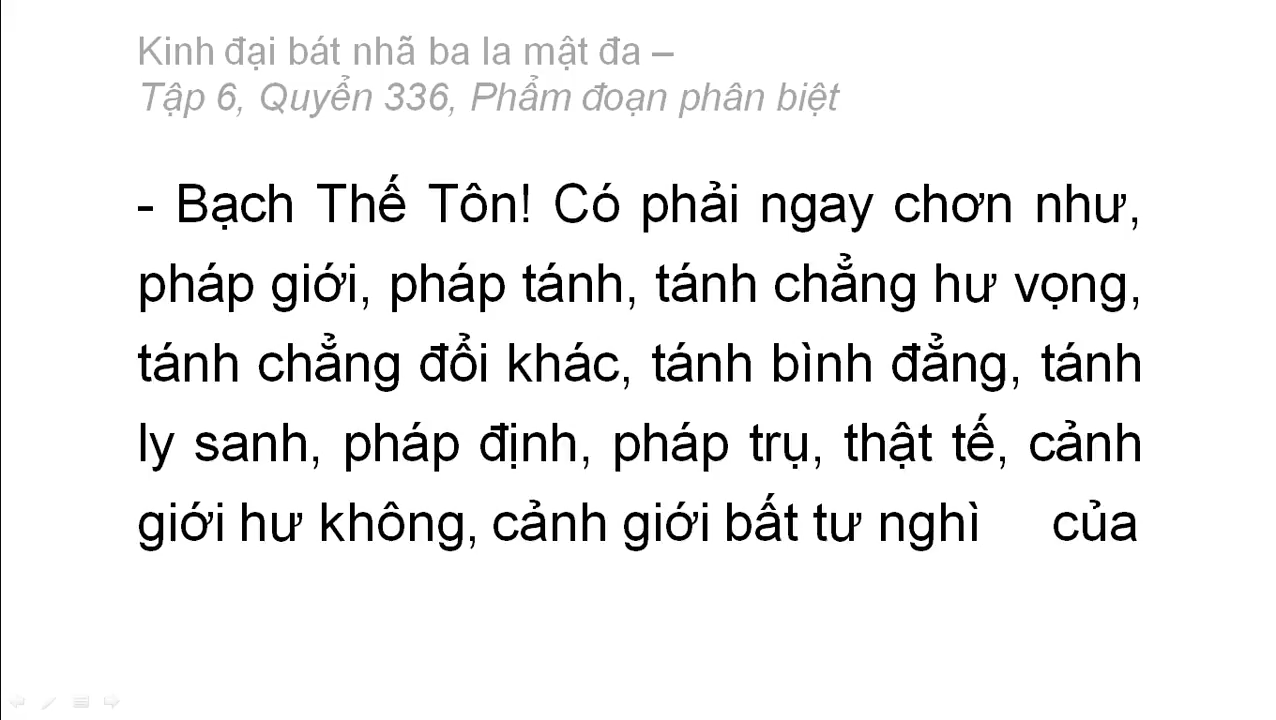 Kinh đại bát nhã ba la mật đa –
Tập 6, Quyển 336, Phẩm đoạn phân biệt
- Bạch Thế Tôn! Có phải ngay chơn như,
pháp giới, pháp tánh, tánh chẳng hư vọng,
tánh chẳng đổi khác, tánh bình đẳng, tánh
ly sanh, pháp định, pháp trụ, thật tế, cảnh
giới hư không, cảnh giới bất tư nghì của